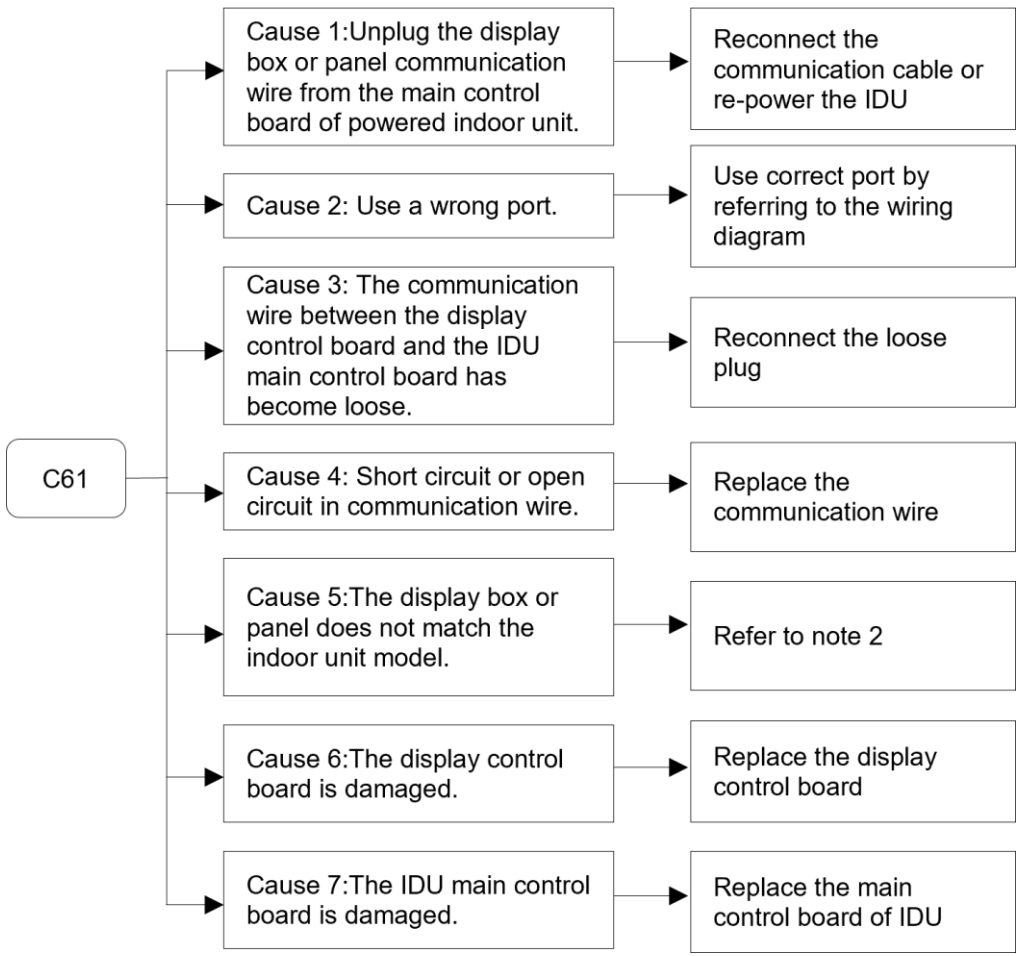 Cause 1:Unplug the display
box or panel communication
wire from the main control
board of powered indoor unit.
Reconnect the
communication cable or
re-power the IDU
Cause 2: Use a wrong port.
Use correct port by
referring to the wiring
diagram
Cause 3: The communication
wire between the display
control board and the IDU
main control board has
become loose.
Reconnect the loose
plug
C61
Cause 4: Short circuit or open
circuit in communication wire.
Replace the
communication wire
Cause 5:The display box or
panel does not match the
indoor unit model.
Refer to note 2
Cause 6:The display control
board is damaged.
Replace the display
control board
Cause 7:The IDU main control
board is damaged.
Replace the main
control board of IDU